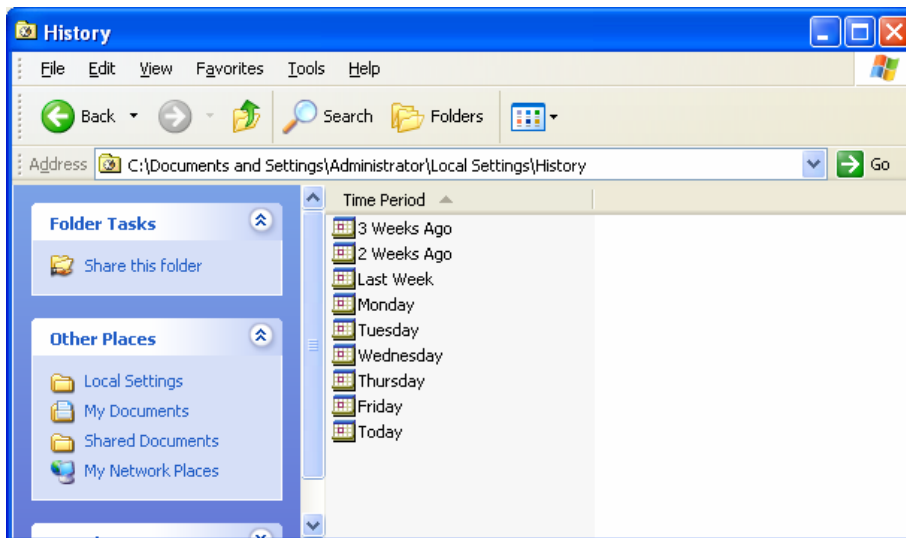 History
File Edit View Favorites Tools Help
Back Search Folders
Address C:\Documents and Settings\Administrator\Local Settings\History Go
Folder Tasks
Share this folder
Other Places
Local Settings
My Documents
Shared Documents
My Network Places
Time Period
3 Weeks Ago
2 Weeks Ago
Last Week
Monday
Tuesday
Wednesday
Thursday
Friday
Today